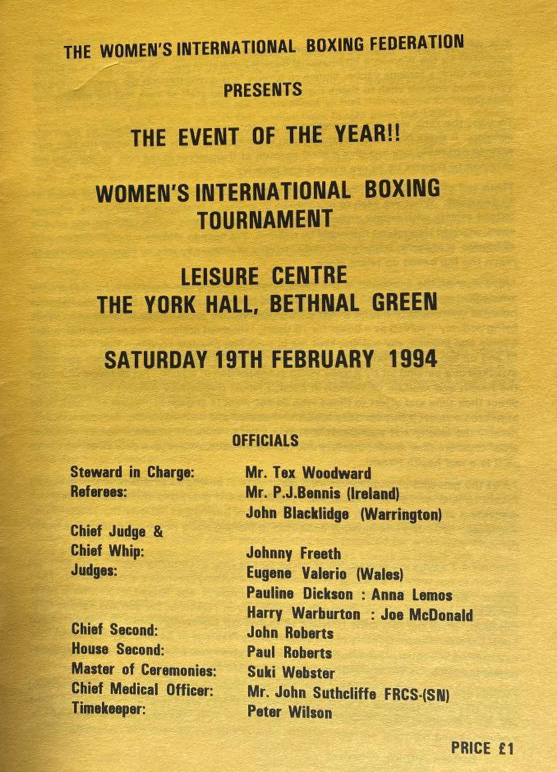 THE WOMEN'S INTERNATIONAL BOXING FEDERATION
PRESENTS
THE EVENT OF THE YEAR!!
WOMEN'S INTERNATIONAL BOXING
TOURNAMENT
LEISURE CENTRE
THE YORK HALL, BETHNAL GREEN
SATURDAY 19TH FEBRUARY 1994
OFFICIALS
Steward in Charge: Mr. Tex Woodward
Referees: Mr. P.J.Bennis (Ireland)
John Blacklidge (Warrington)
Chief Judge &
Chief Whip: Johnny Freeth
Judges: Eugene Valerio (Wales)
Pauline Dickson : Anna Lemos
Harry Warburton : Joe McDonald
Chief Second: John Roberts
House Second: Paul Roberts
Master of Ceremonies: Suki Webster
Chief Medical Officer: Mr. John Suthcliffe FRCS-(SN)
Timekeeper: Peter Wilson
PRICE £1